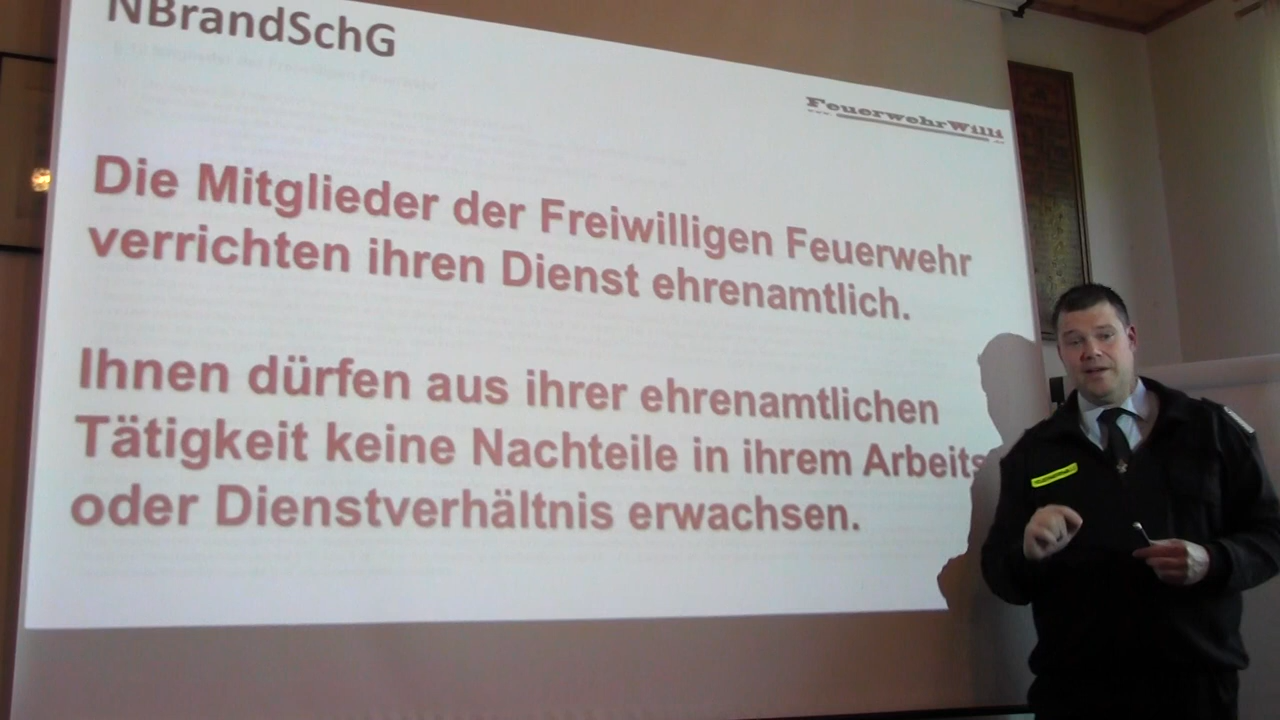 NBrandSchG
FeuerwehrWilli
Die Mitglieder der Freiwilligen Feuerwehr
verrichten ihren Dienst ehrenamtlich.
Ihnen dürfen aus ihrer ehrenamtlichen
Tätigkeit keine Nachteile in ihrem Arbeits
oder Dienstverhältnis erwachsen.